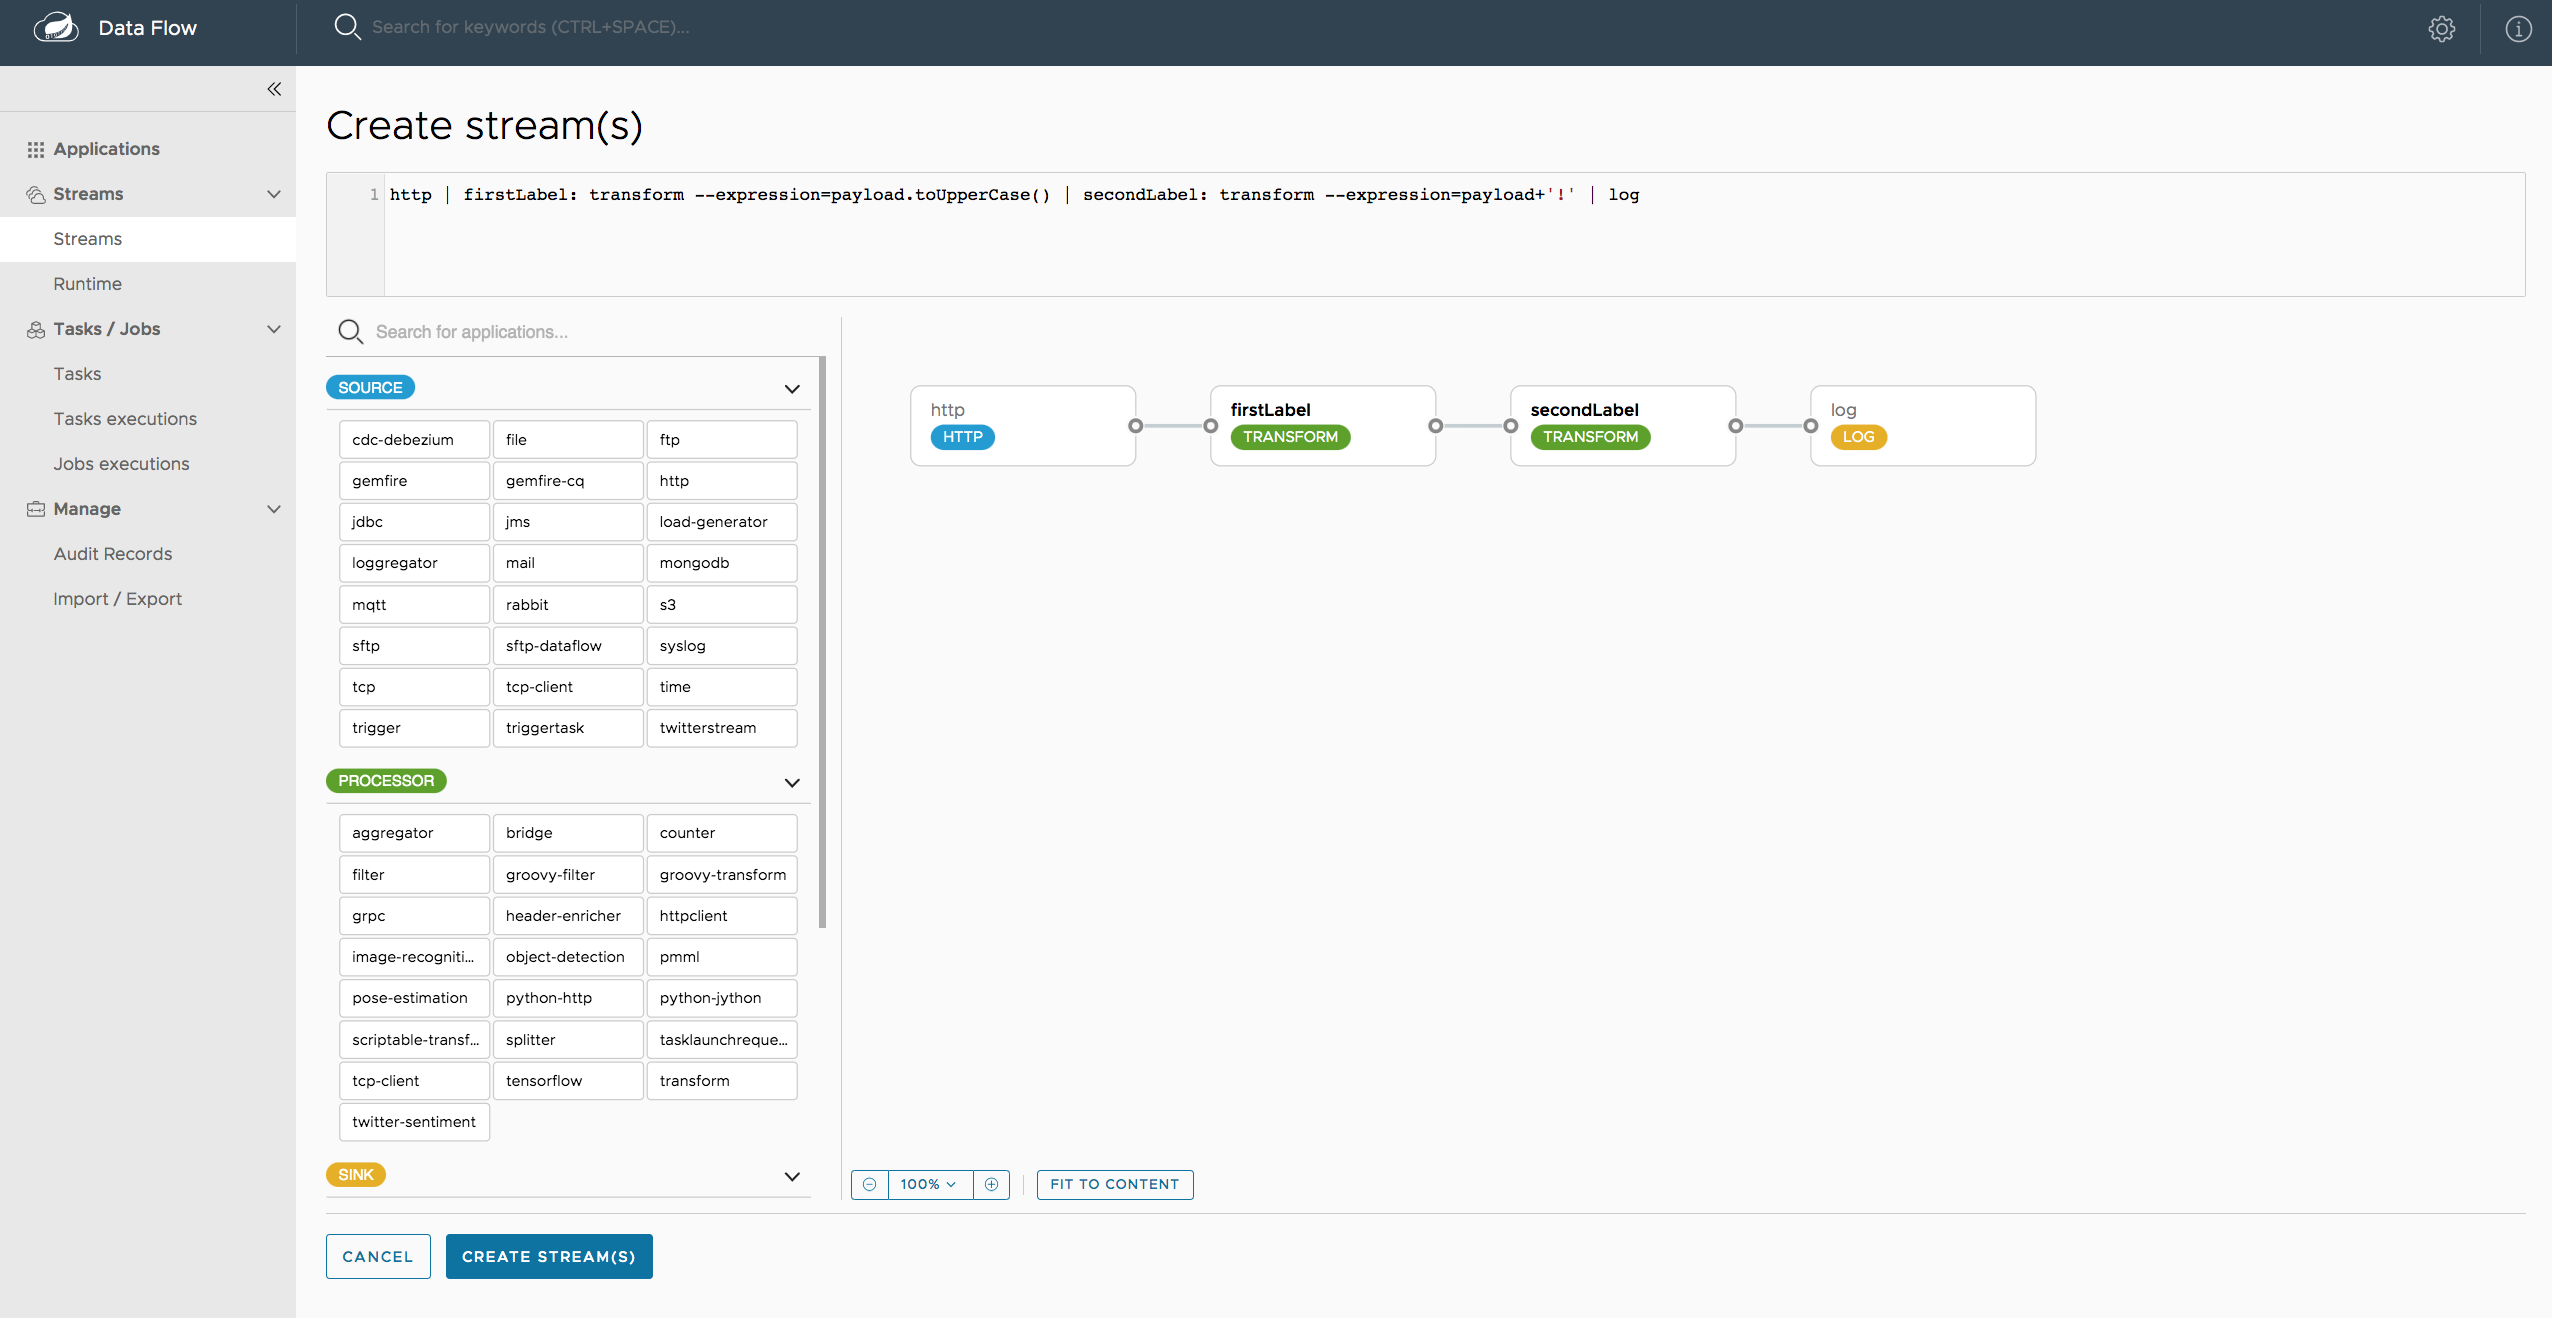 Data Flow
Search for keywords (CTRL+SPACE)...
Applications
Streams
Streams
Runtime
Tasks / Jobs
Tasks
Tasks executions
Jobs executions
Manage
Audit Records
Import / Export
Create stream(s)
1 http | firstLabel: transform --expression=payload.toUpperCase() | secondLabel: transform --expression=payload+'!' | log
Search for applications...
SOURCE
cdc-debezium file ftp
gemfire gemfire-cq http
jdbc jms load-generator
loggregator mail mongodb
mqtt rabbit s3
sftp sftp-dataflow syslog
tcp tcp-client time
trigger triggertask twitterstream
PROCESSOR
aggregator bridge counter
filter groovy-filter groovy-transform
grpc header-enricher httpclient
image-recogniti... object-detection pmml
pose-estimation python-http python-jython
scriptable-transf... splitter tasklaunchreque...
tcp-client tensorflow transform
twitter-sentiment
SINK
http firstLabel secondLabel log
HTTP TRANSFORM TRANSFORM LOG
100% FIT TO CONTENT
CANCEL CREATE STREAM(S)